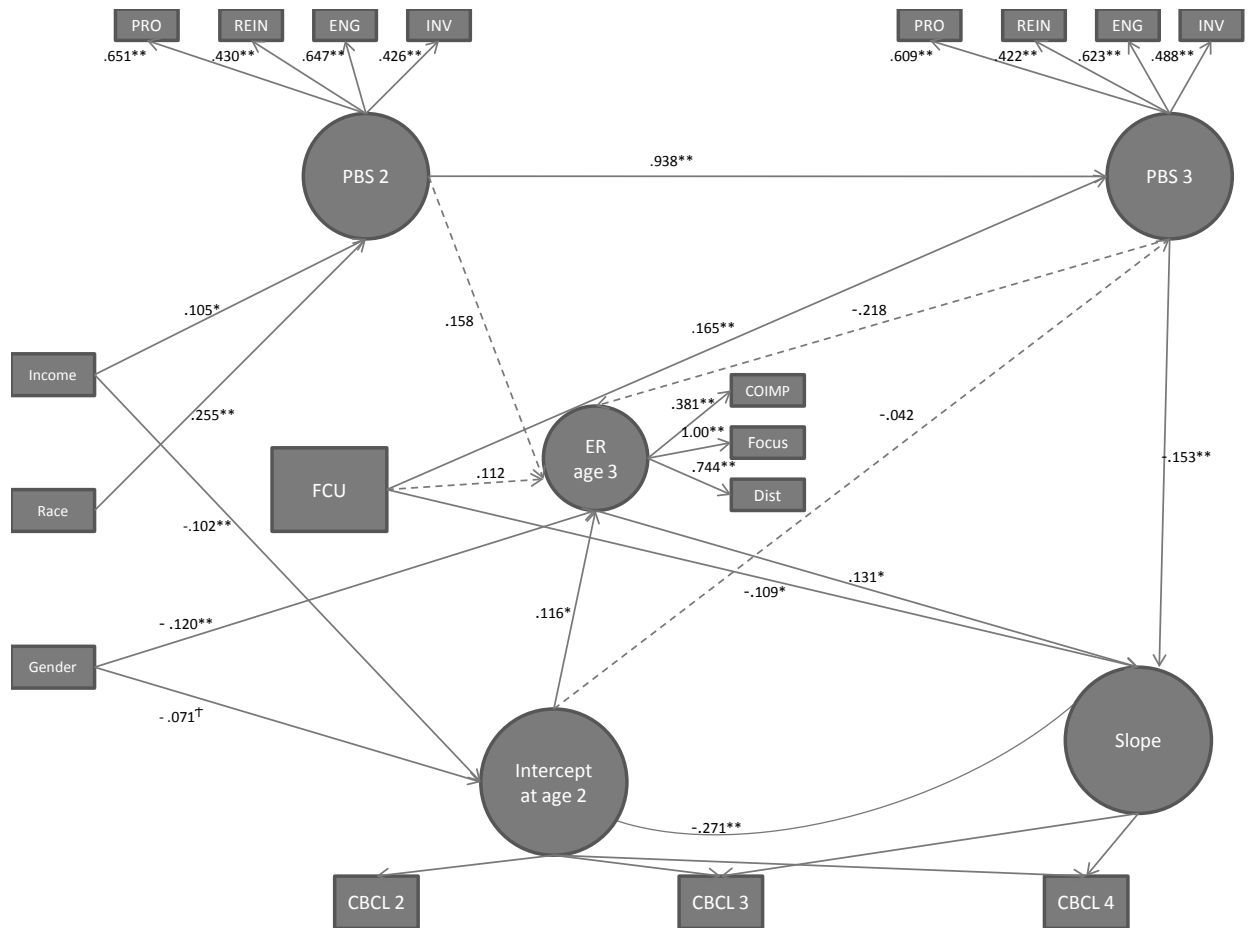 PRO REIN ENG INV PRO REIN ENG INV
.651** .430** .647** .426** .609** .422** .623** .488**
PBS 2 .938** PBS 3
.105* .158 .165** -.218
Income
.381** COIMP
.255** -.042
1.00** Focus
ER
age 3
-.153**
.744** Dist
FCU .112
Race
-.102**
.131*
-.109*
- .120** .116*
Gender
- .071†
Slope
Intercept
at age 2
-.271**
CBCL 2 CBCL 3 CBCL 4